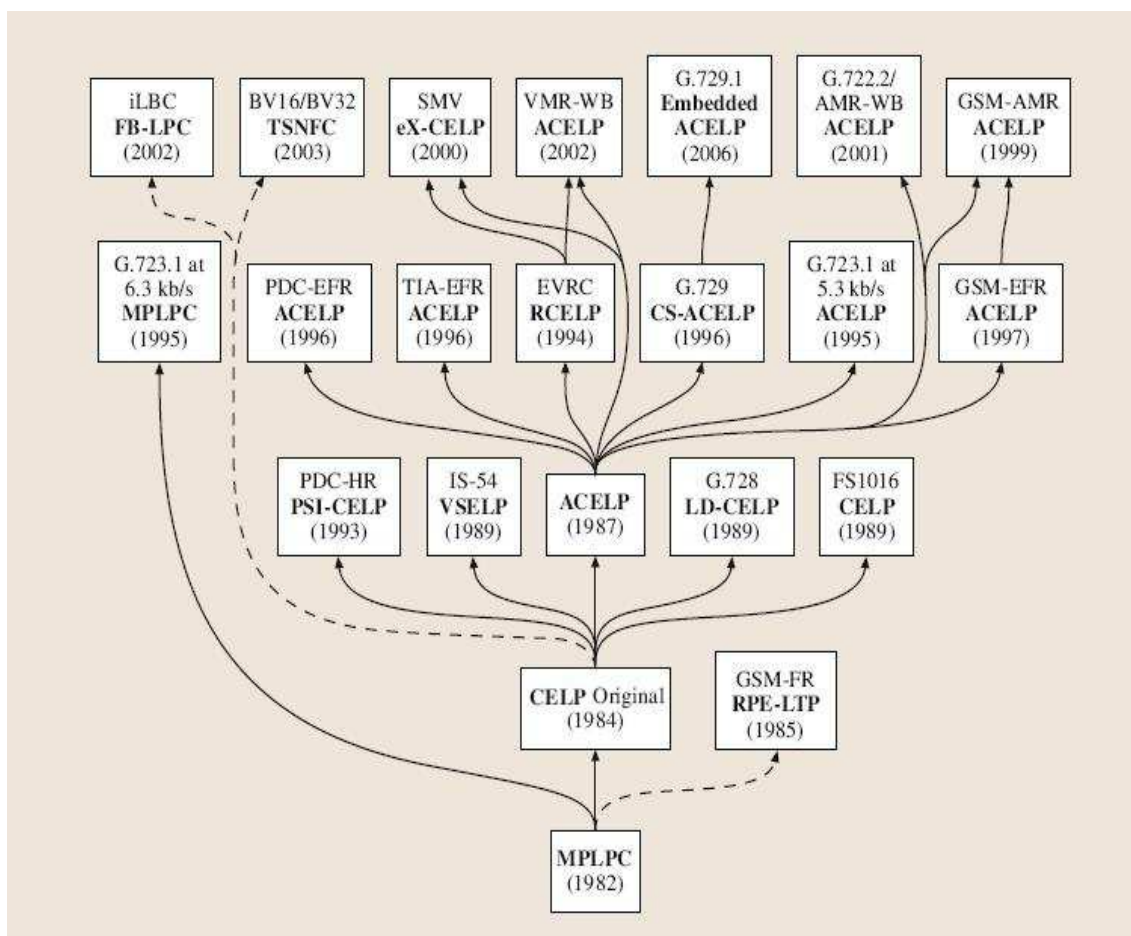 iLBC
FB-LPC
(2002)
BV16/BV32
TSNFC
(2003)
SMV
eX-CELP
(2000)
VMR-WB
ACELP
(2002)
G.729.1
Embedded
ACELP
(2006)
G.722.2/
AMR-WB
ACELP
(2001)
GSM-AMR
ACELP
(1999)
G.723.1 at
6.3 kb/s
MPLPC
(1995)
PDC-EFR
ACELP
(1996)
TIA-EFR
ACELP
(1996)
EVRC
RCELP
(1994)
G.729
CS-ACELP
(1996)
G.723.1 at
5.3 kb/s
ACELP
(1995)
GSM-EFR
ACELP
(1997)
PDC-HR
PSI-CELP
(1993)
IS-54
VSELP
(1989)
ACELP
(1987)
G.728
LD-CELP
(1989)
FS1016
CELP
(1989)
CELP Original
(1984)
GSM-FR
RPE-LTP
(1985)
MPLPC
(1982)